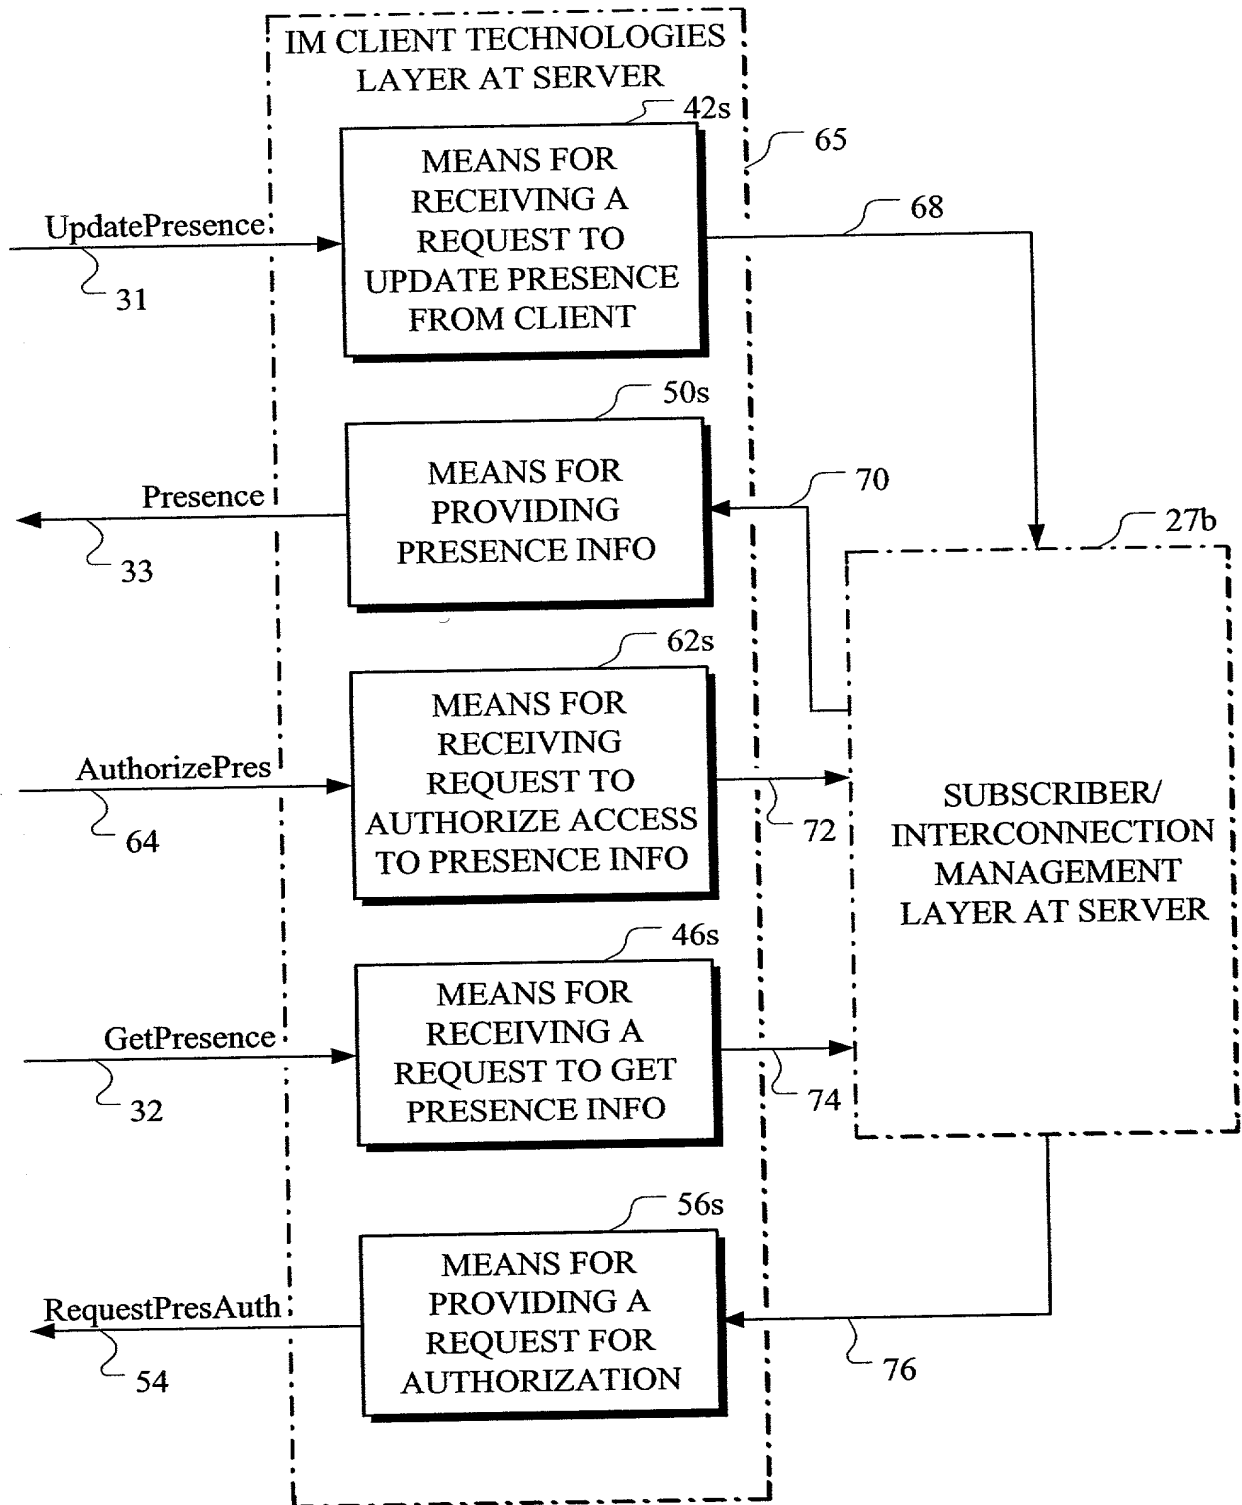 IM CLIENT TECHNOLOGIES
LAYER AT SERVER
42s
65
MEANS FOR
RECEIVING A
REQUEST TO
UPDATE PRESENCE
FROM CLIENT
UpdatePresence
31
68
50s
MEANS FOR
PROVIDING
PRESENCE INFO
Presence
33
70
27b
62s
MEANS FOR
RECEIVING
REQUEST TO
AUTHORIZE ACCESS
TO PRESENCE INFO
AuthorizePres
64
72
SUBSCRIBER/
INTERCONNECTION
MANAGEMENT
LAYER AT SERVER
46s
MEANS FOR
RECEIVING A
REQUEST TO GET
PRESENCE INFO
GetPresence
32
74
56s
MEANS FOR
PROVIDING A
REQUEST FOR
AUTHORIZATION
RequestPresAuth
54
76